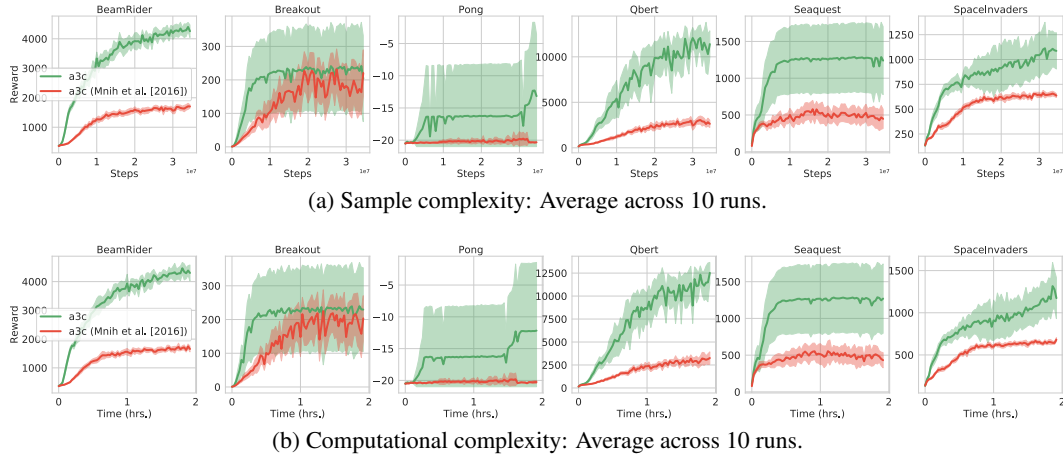 BeamRider Breakout Pong Qbert Seaquest SpaceInvaders
Reward
4000 3000 2000 1000
300 200 100 0
−5 −10 −15 −20
10000 5000 0
1500 1000 500 0
1250 1000 750 500 250
a3c
a3c (Mnih et al. [2016])
0 1 2 3 0 1 2 3 0 1 2 3 0 1 2 3 0 1 2 3 0 1 2 3
1e7 1e7 1e7 1e7 1e7 1e7
Steps Steps Steps Steps Steps Steps
(a) Sample complexity: Average across 10 runs.
BeamRider Breakout Pong Qbert Seaquest SpaceInvaders
Reward
4000 3000 2000 1000
300 200 100 0
−5 −10 −15 −20
12500 10000 7500 5000 2500 0
1500 1000 500 0
1500 1000 500
a3c
a3c (Mnih et al. [2016])
0 1 2 0 1 2 0 1 2 0 1 2 0 1 2 0 1 2
Time (hrs.) Time (hrs.) Time (hrs.) Time (hrs.) Time (hrs.) Time (hrs.)
(b) Computational complexity: Average across 10 runs.